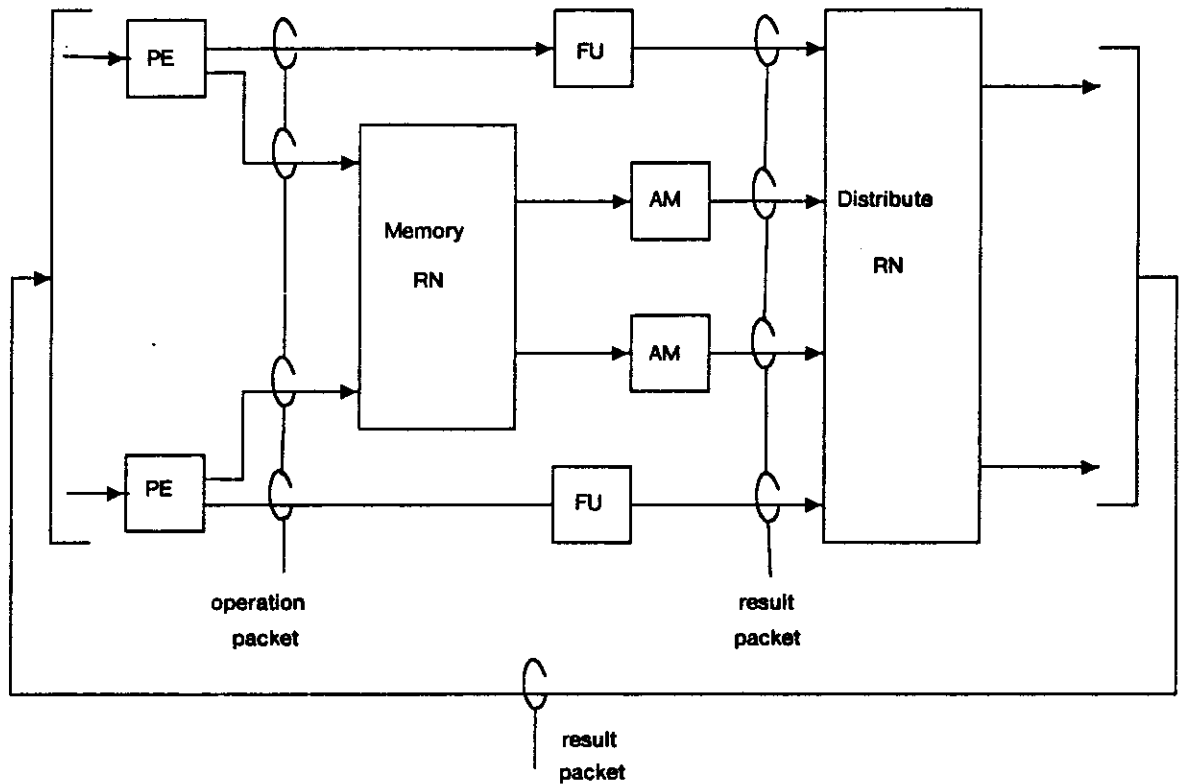 PE
FU
Memory
RN
AM
Distribute
RN
AM
PE
FU
operation
packet
result
packet
result
packet